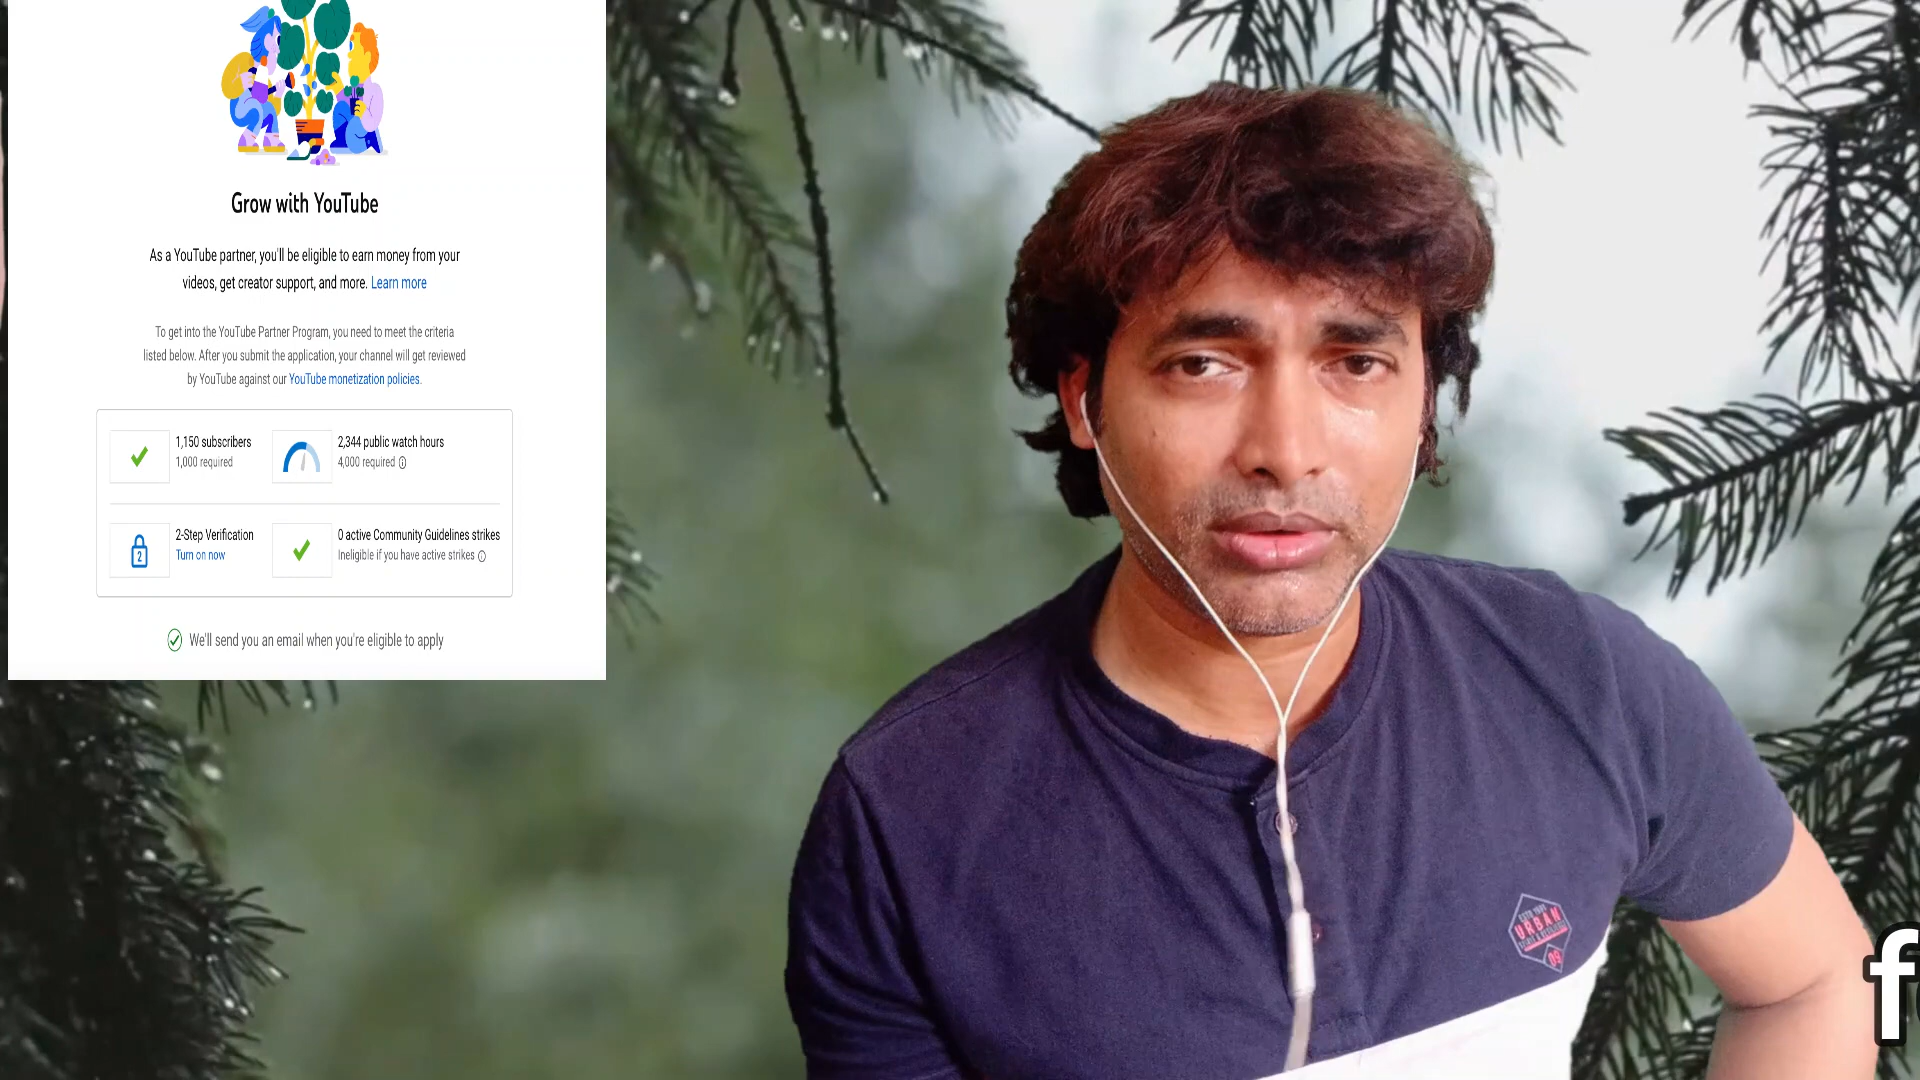 Grow with YouTube
As a YouTube partner, you'll be eligible to earn money from your
videos, get creator support, and more. Learn more
To get into the YouTube Partner Program, you need to meet the criteria
listed below. After you submit the application, your channel will get reviewed
by YouTube against our YouTube monetization policies.
1,150 subscribers
1,000 required
2,344 public watch hours
4,000 required
2-Step Verification
Turn on now
2
0 active Community Guidelines strikes
Ineligible if you have active strikes
We'll send you an email when you're eligible to apply
URBAN
09
f